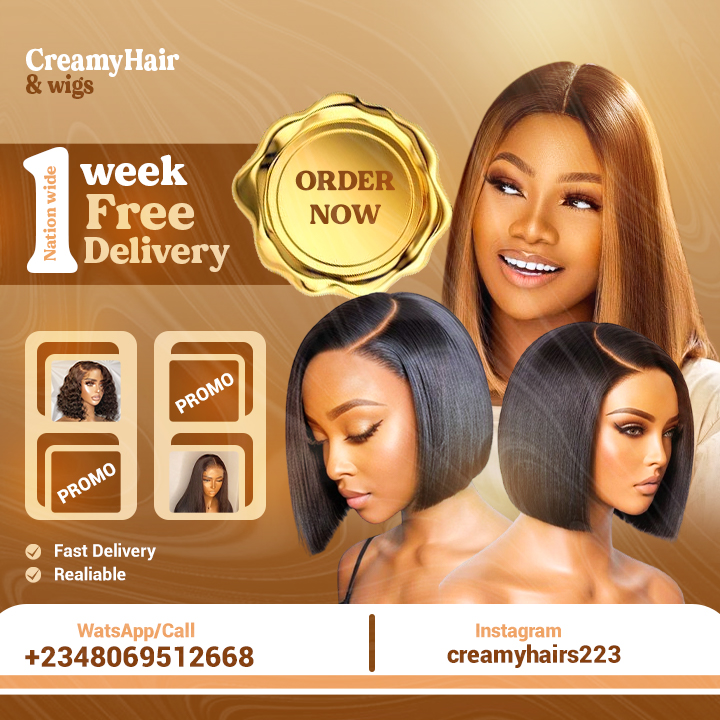 CreamyHair
& wigs
Nation wide
1 week
Free
Delivery
ORDER
NOW
PROMO
PROMO
Fast Delivery
Realiable
WatsApp/Call
+2348069512668
Instagram
creamyhairs223